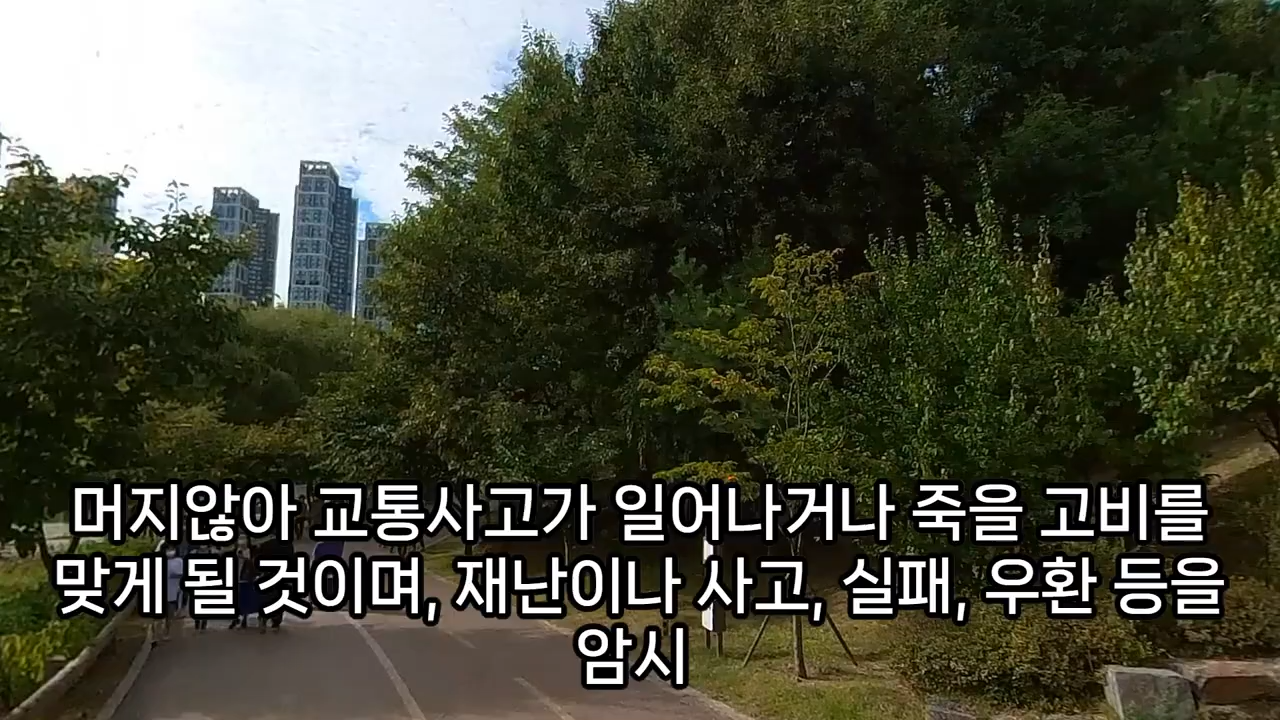 머지않아 교통사고가 일어나거나 죽을 고비를
맞게 될 것이며, 재난이나 사고, 실패, 우환 등을
암시